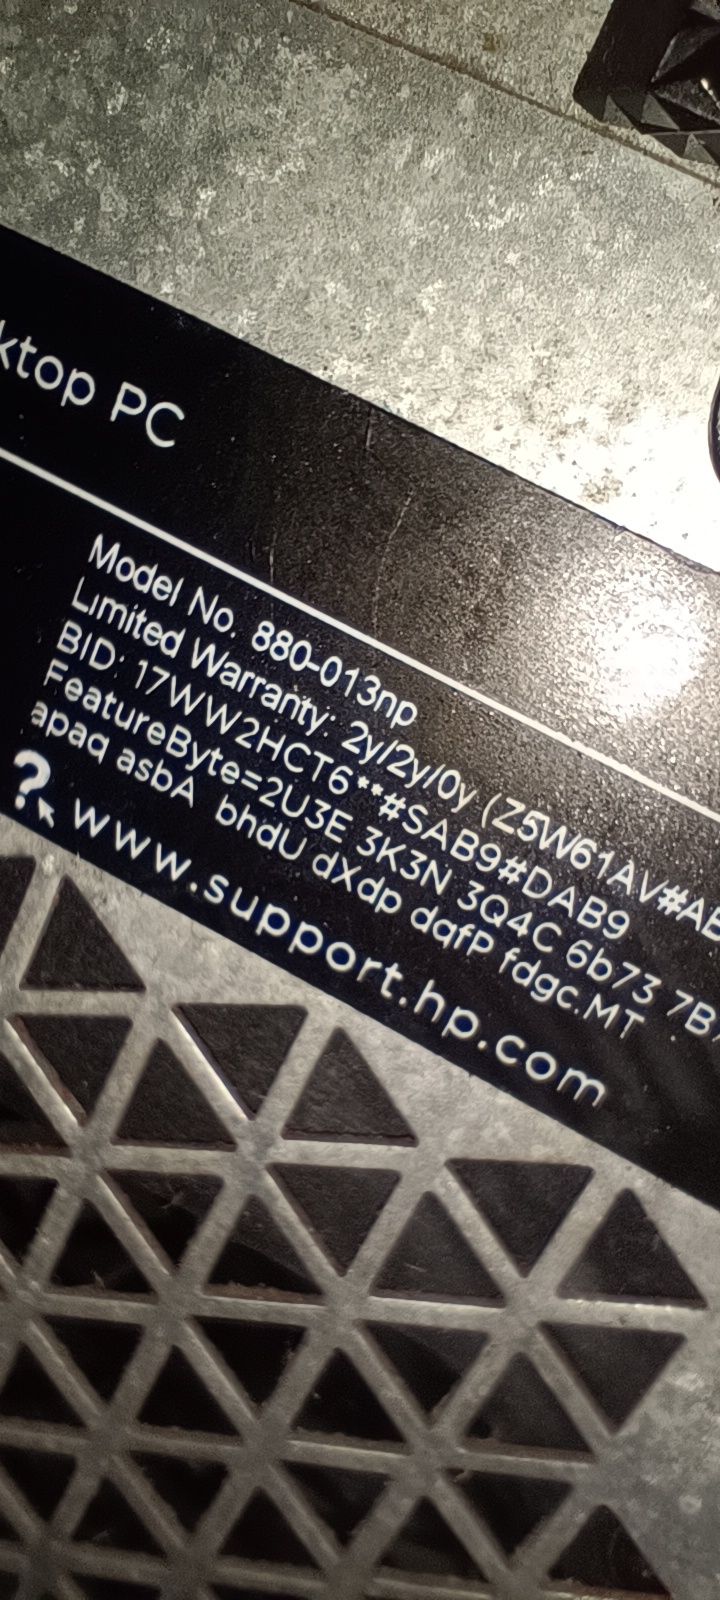 ktop PC
Model No. 880-013np
Limited Warranty: 2y/2y/0y (Z5W61AV#AB
BID: 17WW2HCT6**#SAB9#DAB9
FeatureByte=2U3E 3K3N 3Q4C 6b73 7B
apaq asbA bhdU dXdp dqfP fdgc.MT
? www.support.hp.com